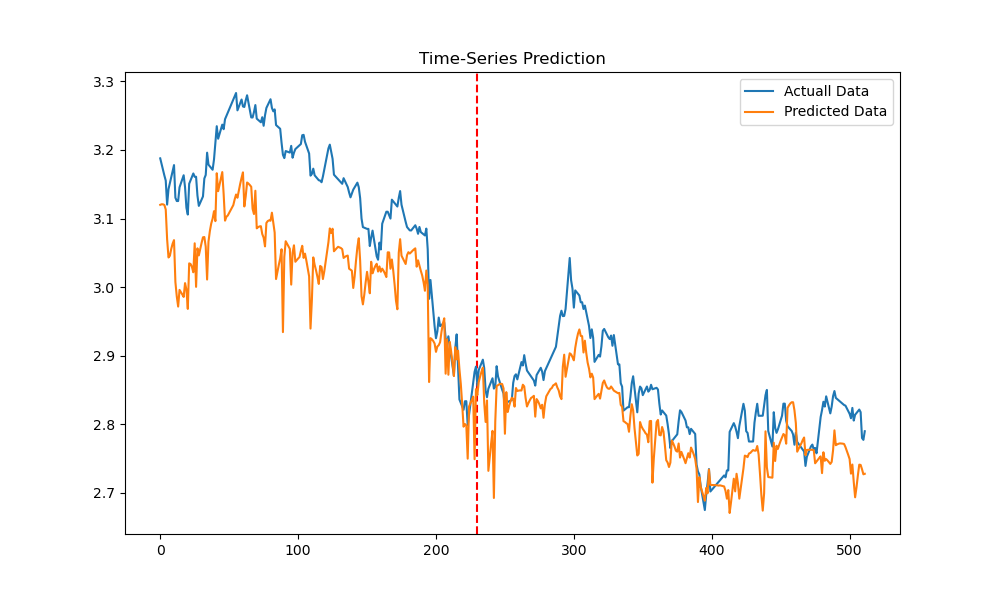 Time-Series Prediction
Actuall Data
Predicted Data
3.3
3.2
3.1
3.0
2.9
2.8
2.7
0 100 200 300 400 500